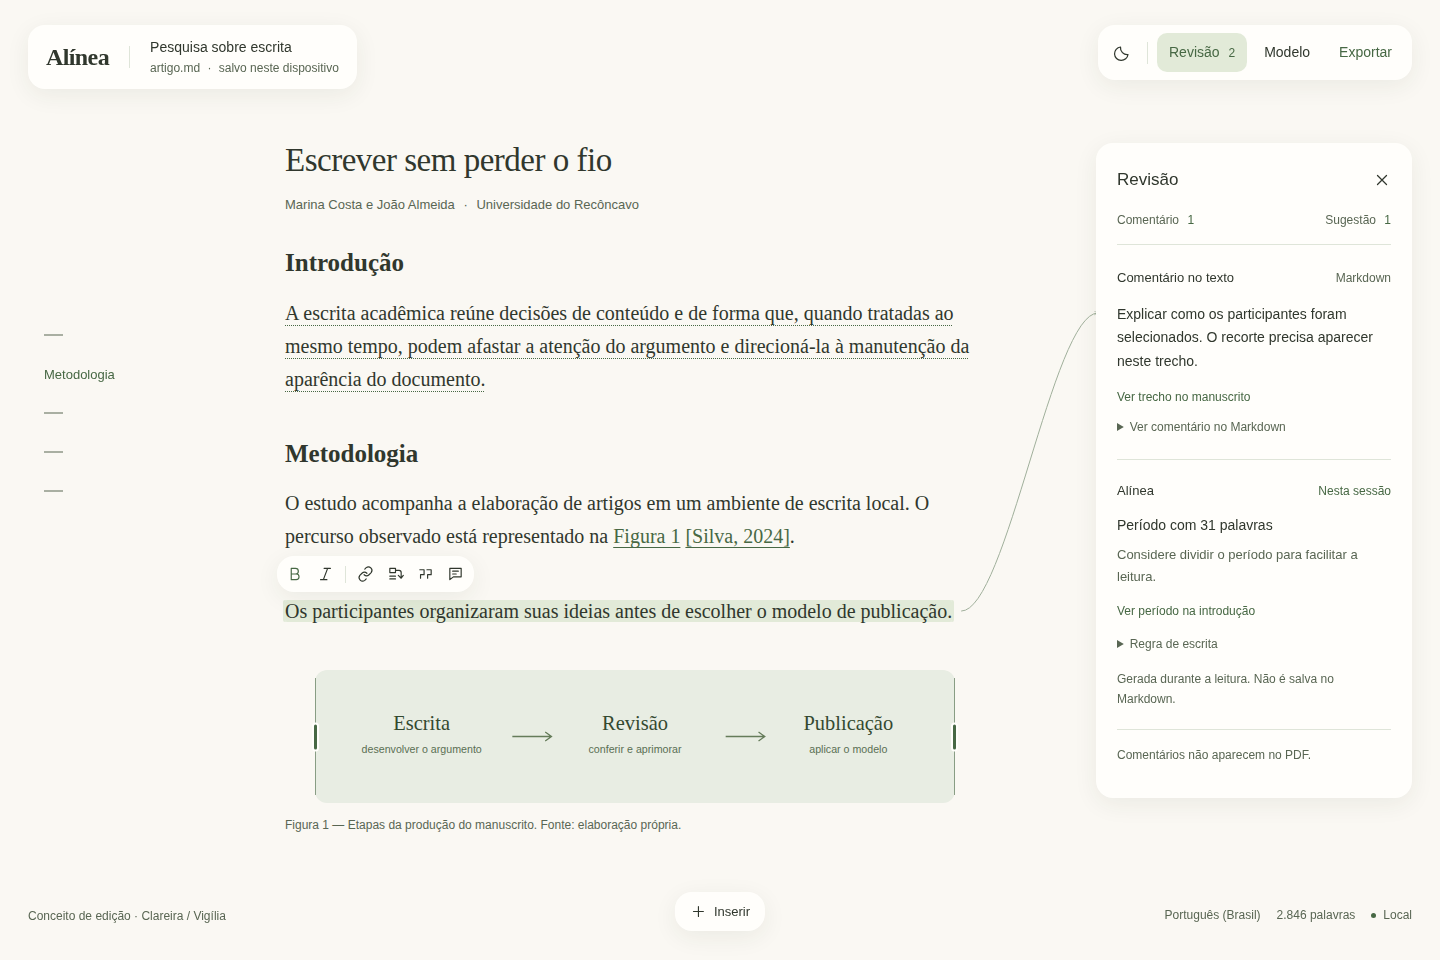 Alínea
Pesquisa sobre escrita
artigo.md · salvo neste dispositivo
Revisão 2
Modelo
Exportar
Escrever sem perder o fio
Marina Costa e João Almeida · Universidade do Recôncavo
Introdução
A escrita acadêmica reúne decisões de conteúdo e de forma que, quando tratadas ao
mesmo tempo, podem afastar a atenção do argumento e direcioná-la à manutenção da
aparência do documento.
Metodologia
Metodologia
O estudo acompanha a elaboração de artigos em um ambiente de escrita local. O
percurso observado está representado na Figura 1 [Silva, 2024].
B I
Os participantes organizaram suas ideias antes de escolher o modelo de publicação.
Escrita
desenvolver o argumento
Revisão
conferir e aprimorar
Publicação
aplicar o modelo
Figura 1 — Etapas da produção do manuscrito. Fonte: elaboração própria.
Revisão
Comentário 1
Sugestão 1
Comentário no texto
Markdown
Explicar como os participantes foram
selecionados. O recorte precisa aparecer
neste trecho.
Ver trecho no manuscrito
Ver comentário no Markdown
Alínea
Nesta sessão
Período com 31 palavras
Considere dividir o período para facilitar a
leitura.
Ver período na introdução
Regra de escrita
Gerada durante a leitura. Não é salva no
Markdown.
Comentários não aparecem no PDF.
Conceito de edição · Clareira / Vigília
Inserir
Português (Brasil)
2.846 palavras
Local